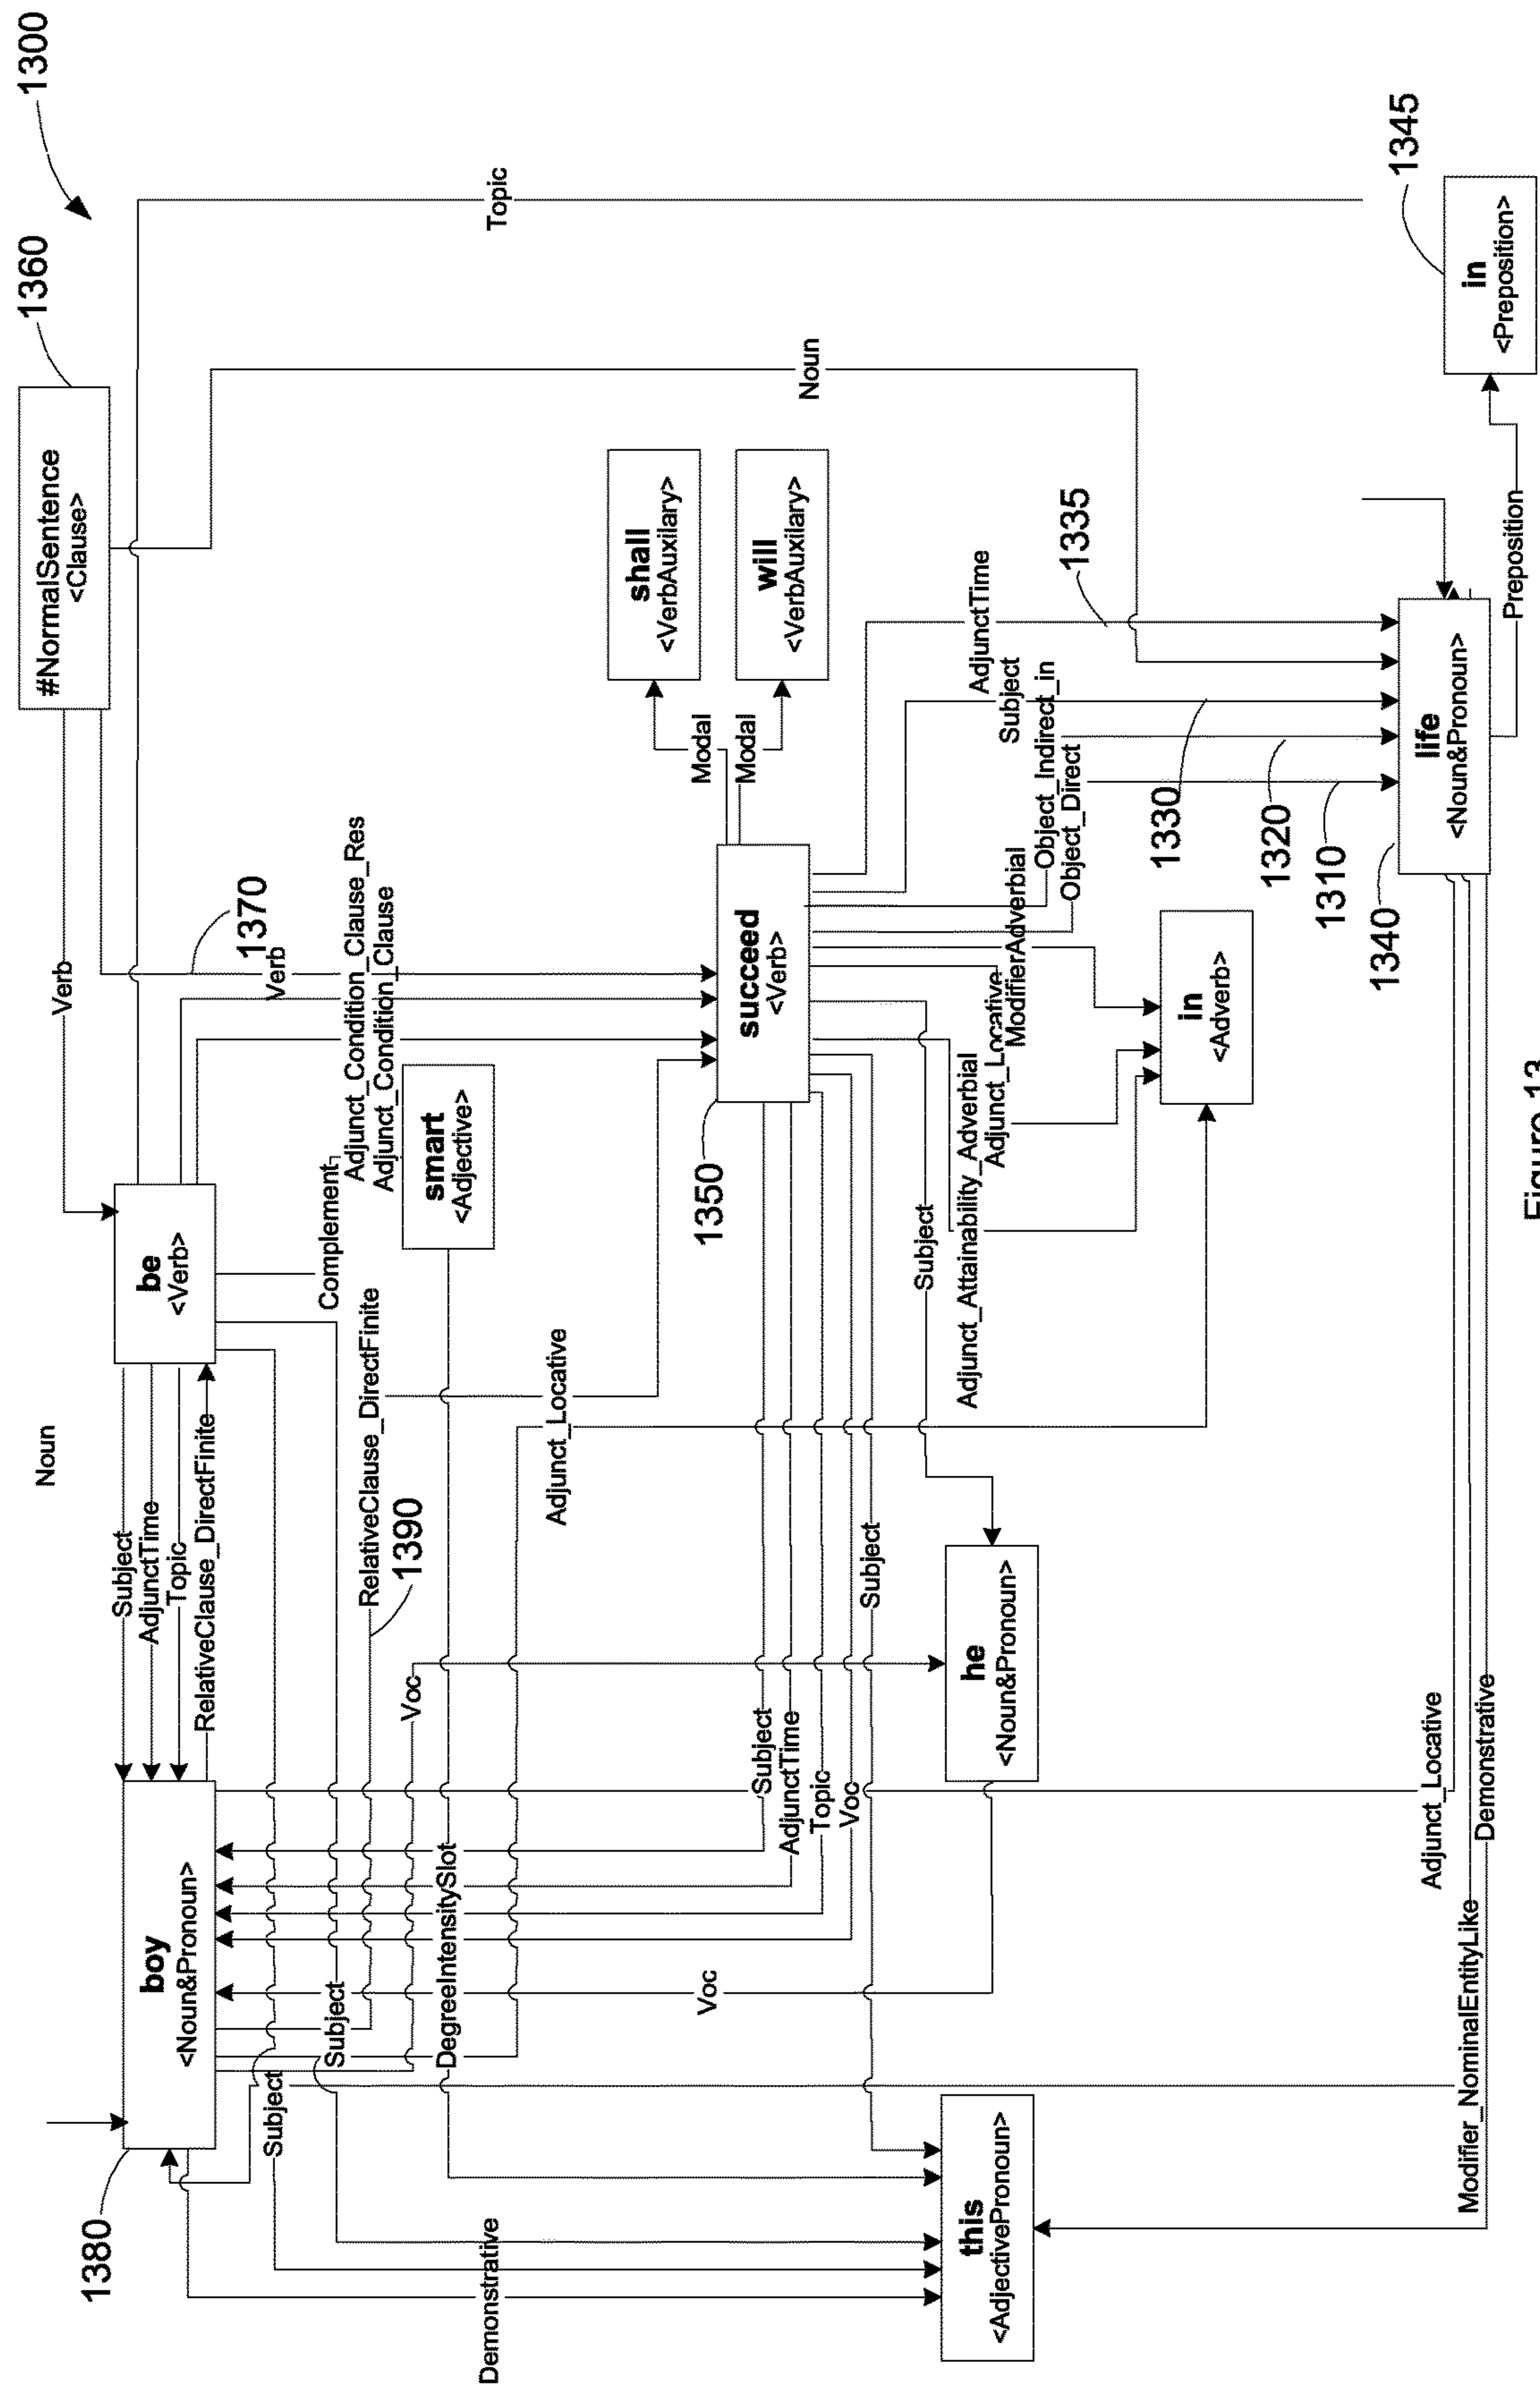 1300
1360
#NormalSentence
<Clause>
Noun
Verb
1380
boy
<Noun&Pronoun>
Subject
AdjunctTime
Topic
RelativeClause_DirectFinite
be
<Verb>
1370
Verb
Topic
Subject
Subject
Complement
Adjunct_Condition_Clause_Res
Adjunct_Condition_Clause
RelativeClause_DirectFinite
1390
Voc
smart
<Adjective>
DegreeIntensitySlot
Demonstrative
Adjunct_Locative
shall
<VerbAuxilary>
Modal
Modal
will
<VerbAuxilary>
1350
succeed
<Verb>
Voc
Subject
AdjunctTime
Topic
Voc
Subject
Noun
Subject
this
<AdjectivePronoun>
he
<Noun&Pronoun>
Adjunct_Attainability_Adverbial
Adjunct_Locative
ModifierAdverbial
Object_Indirect_in
Object_Direct
AdjunctTime
Subject
1335
1330
1320
1310
1340
in
<Adverb>
life
<Noun&Pronoun>
1345
in
<Preposition>
Preposition
Adjunct_Locative
Modifier_NominalEntityLike
Demonstrative
Figure 13